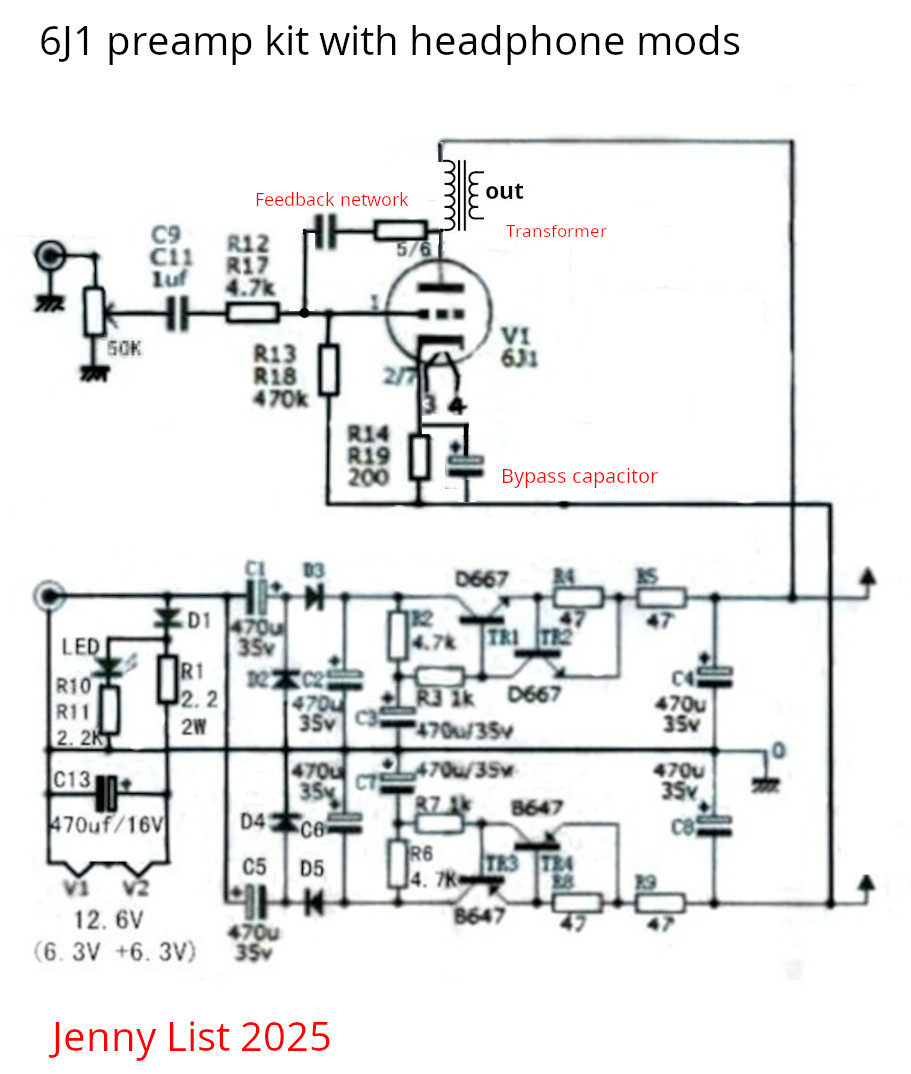 6J1 preamp kit with headphone mods
out
Feedback network
Transformer
C9
C11
1uf
R12
R17
4.7k
5/6
1
50K
V1
6J1
R13
R18
470k
2/7
3 4
R14
R19
200
Bypass capacitor
C1
D3
D667
R4
R5
D1
470u
35v
R2
4.7k
TR1
TR2
47
47
LED
R1
2.2
2W
D2
C2
R3 1k
D667
C4
R10
R11
2.2K
470u
35v
C3
470u/35v
470u
35v
0
C13
470u
35v
C7
470u/35v
470u
35v
470uf/16V
D4
C6
R7 1k
B647
C8
C5
D5
R6
4.7K
TR3
TR4
R8
R9
V1 V2
B647
47
47
12.6V
470u
35v
(6.3V +6.3V)
Jenny List 2025